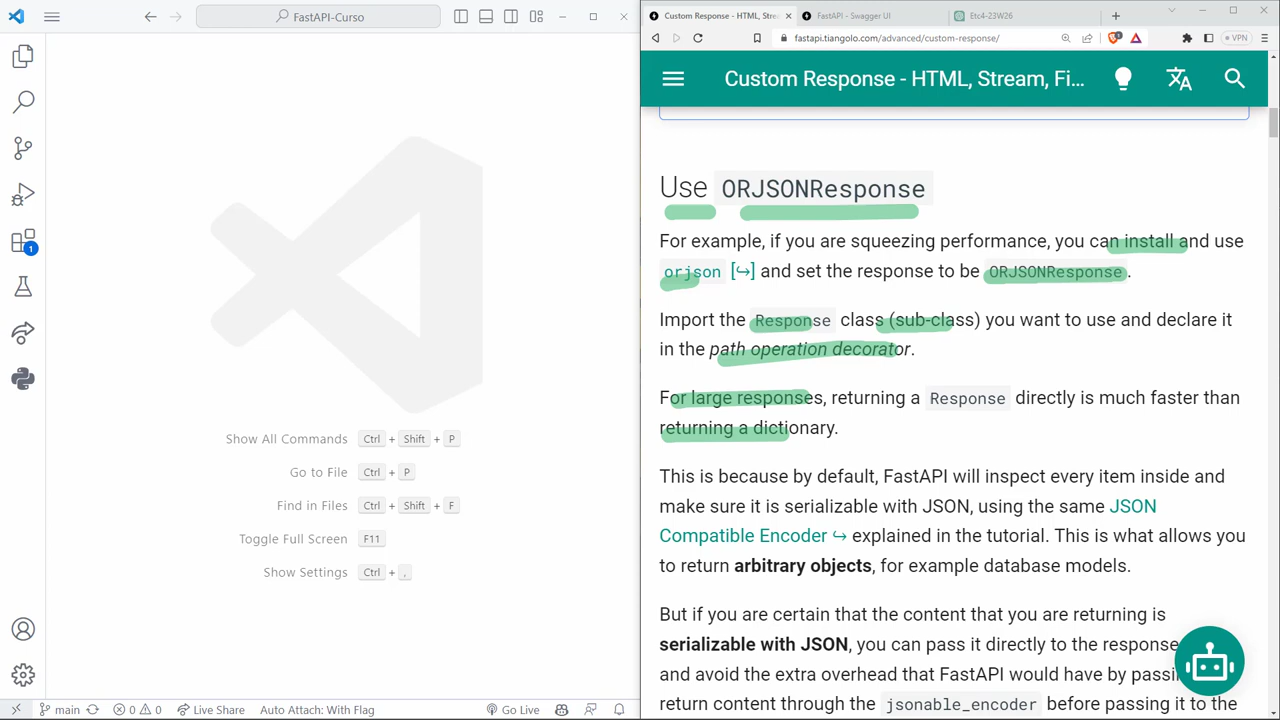 FastAPI-Curso
Show All Commands Ctrl + Shift + P
Go to File Ctrl + P
Find in Files Ctrl + Shift + F
Toggle Full Screen F11
Show Settings Ctrl + ,
1
main 0 0 Live Share Auto Attach: With Flag Go Live
Custom Response - HTML, Stre
FastAPI - Swagger UI
Etc4-23W26
fastapi.tiangolo.com/advanced/custom-response/
VPN
Custom Response - HTML, Stream, Fi...
Use ORJSONResponse
For example, if you are squeezing performance, you can install and use
orjson [↪] and set the response to be ORJSONResponse.
Import the Response class (sub-class) you want to use and declare it
in the path operation decorator.
For large responses, returning a Response directly is much faster than
returning a dictionary.
This is because by default, FastAPI will inspect every item inside and
make sure it is serializable with JSON, using the same JSON
Compatible Encoder ↪ explained in the tutorial. This is what allows you
to return arbitrary objects, for example database models.
But if you are certain that the content that you are returning is
serializable with JSON, you can pass it directly to the response
and avoid the extra overhead that FastAPI would have by passi
return content through the jsonable_encoder before passing it to the